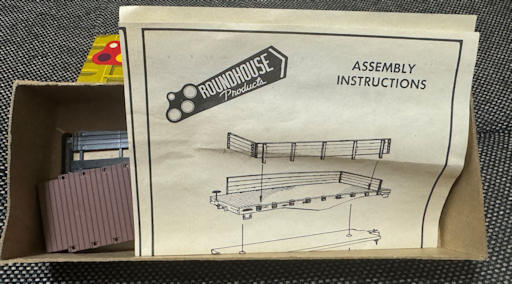 ROUNDHOUSE
Products
ASSEMBLY
INSTRUCTIONS